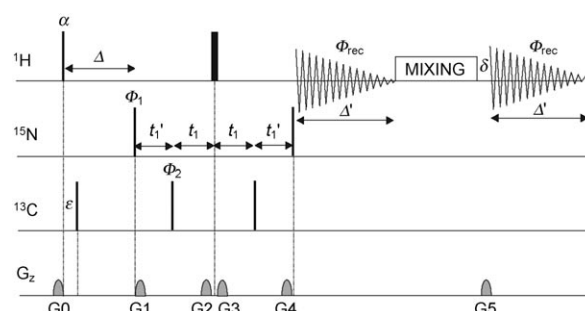 α
¹H Δ Φrec MIXING δ Φrec
Δ' Δ'
Φ₁
¹⁵N t₁' t₁ t₁ t₁'
Φ₂
¹³C ε
Gz
G0 G1 G2 G3 G4 G5